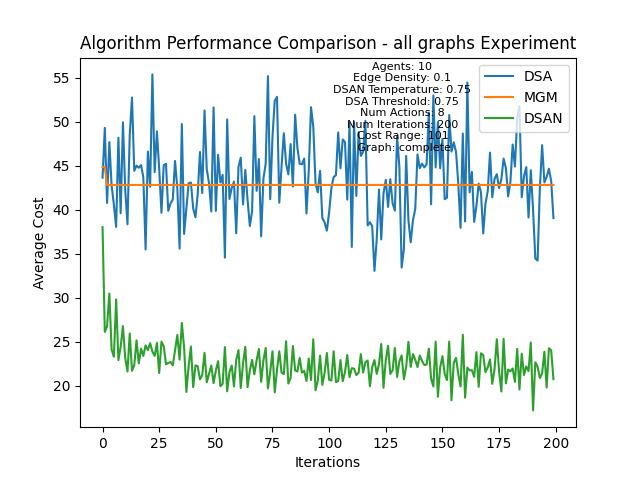 Algorithm Performance Comparison - all graphs Experiment
Agents: 10
Edge Density: 0.1
DSAN Temperature: 0.75
DSA Threshold: 0.75
Num Actions: 8
Num Iterations: 200
Cost Range: 101
Graph: complete
DSA
MGM
DSAN
Average Cost
55
50
45
40
35
30
25
20
0
25
50
75
100
125
150
175
200
Iterations